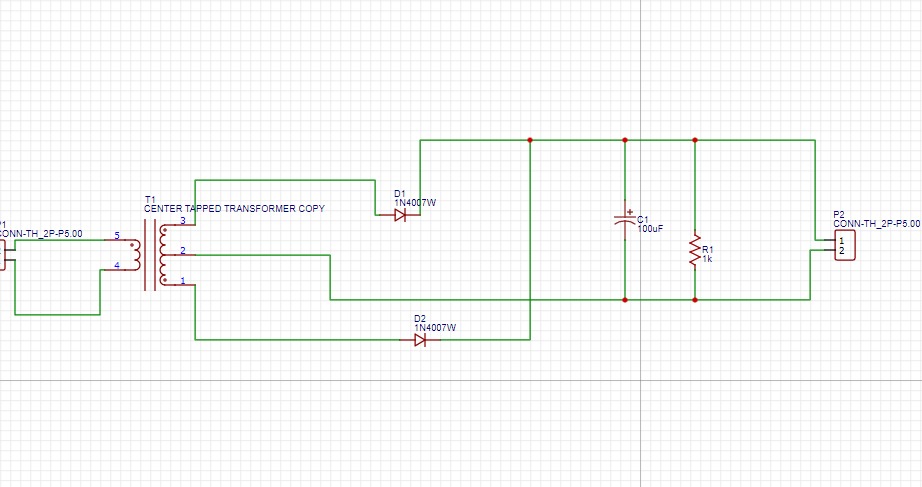 D1
1N4007W
T1
CENTER TAPPED TRANSFORMER COPY
P1
CONN-TH_2P-P5.00
3
5
2
4
1
+
C1
100uF
R1
1k
P2
CONN-TH_2P-P5.00
1
2
D2
1N4007W